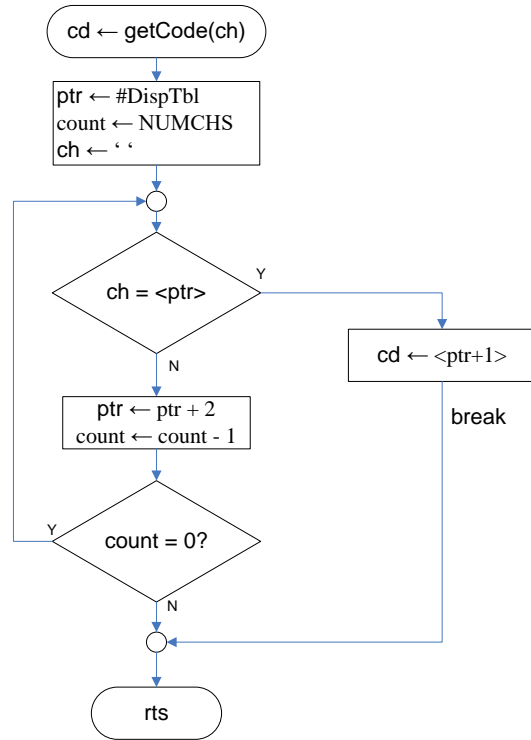 cd ← getCode(ch)
ptr ← #DispTbl
count ← NUMCHS
ch ← ‘ ‘
ch = <ptr>
Y
cd ← <ptr+1>
N
ptr ← ptr + 2
count ← count - 1
break
count = 0?
Y
N
rts